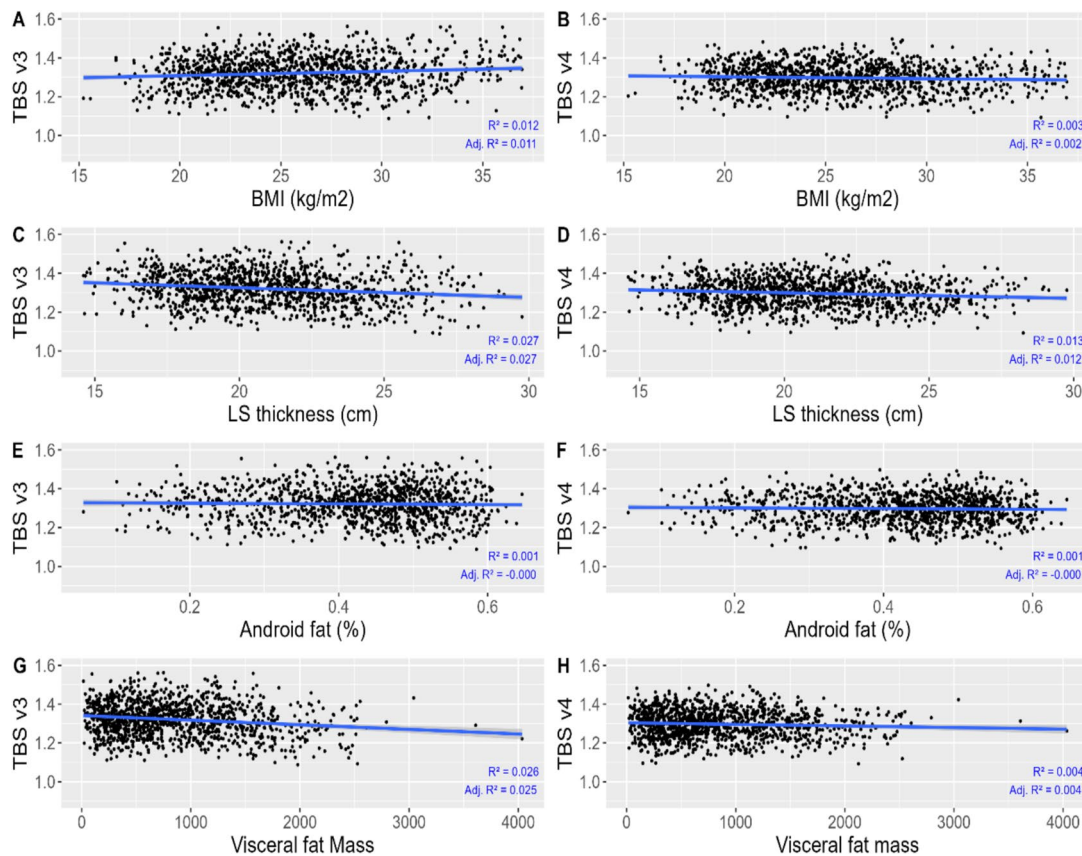 A
TBS v3
1.6
1.4
1.2
1.0
R² = 0.012
Adj. R² = 0.011
15 20 25 30 35
BMI (kg/m2)
B
TBS v4
1.6
1.4
1.2
1.0
R² = 0.003
Adj. R² = 0.002
15 20 25 30 35
BMI (kg/m2)
C
TBS v3
1.6
1.4
1.2
1.0
R² = 0.027
Adj. R² = 0.027
15 20 25 30
LS thickness (cm)
D
TBS v4
1.6
1.4
1.2
1.0
R² = 0.013
Adj. R² = 0.012
15 20 25 30
LS thickness (cm)
E
TBS v3
1.6
1.4
1.2
1.0
R² = 0.001
Adj. R² = -0.000
0.2 0.4 0.6
Android fat (%)
F
TBS v4
1.6
1.4
1.2
1.0
R² = 0.001
Adj. R² = -0.000
0.2 0.4 0.6
Android fat (%)
G
TBS v3
1.6
1.4
1.2
1.0
R² = 0.026
Adj. R² = 0.025
0 1000 2000 3000 4000
Visceral fat Mass
H
TBS v4
1.6
1.4
1.2
1.0
R² = 0.004
Adj. R² = 0.004
0 1000 2000 3000 4000
Visceral fat mass